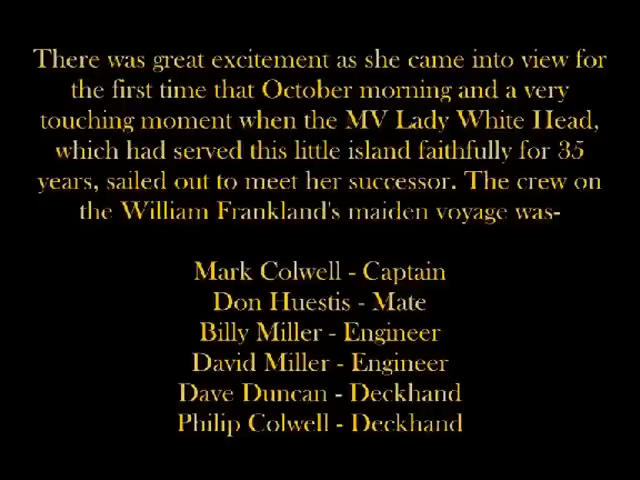 There was great excitement as she came into view for
the first time that October morning and a very
touching moment when the MV Lady White Head,
which had served this little island faithfully for 35
years, sailed out to meet her successor. The crew on
the William Frankland's maiden voyage was-
Mark Colwell - Captain
Don Huestis - Mate
Billy Miller - Engineer
David Miller - Engineer
Dave Duncan - Deckhand
Philip Colwell - Deckhand